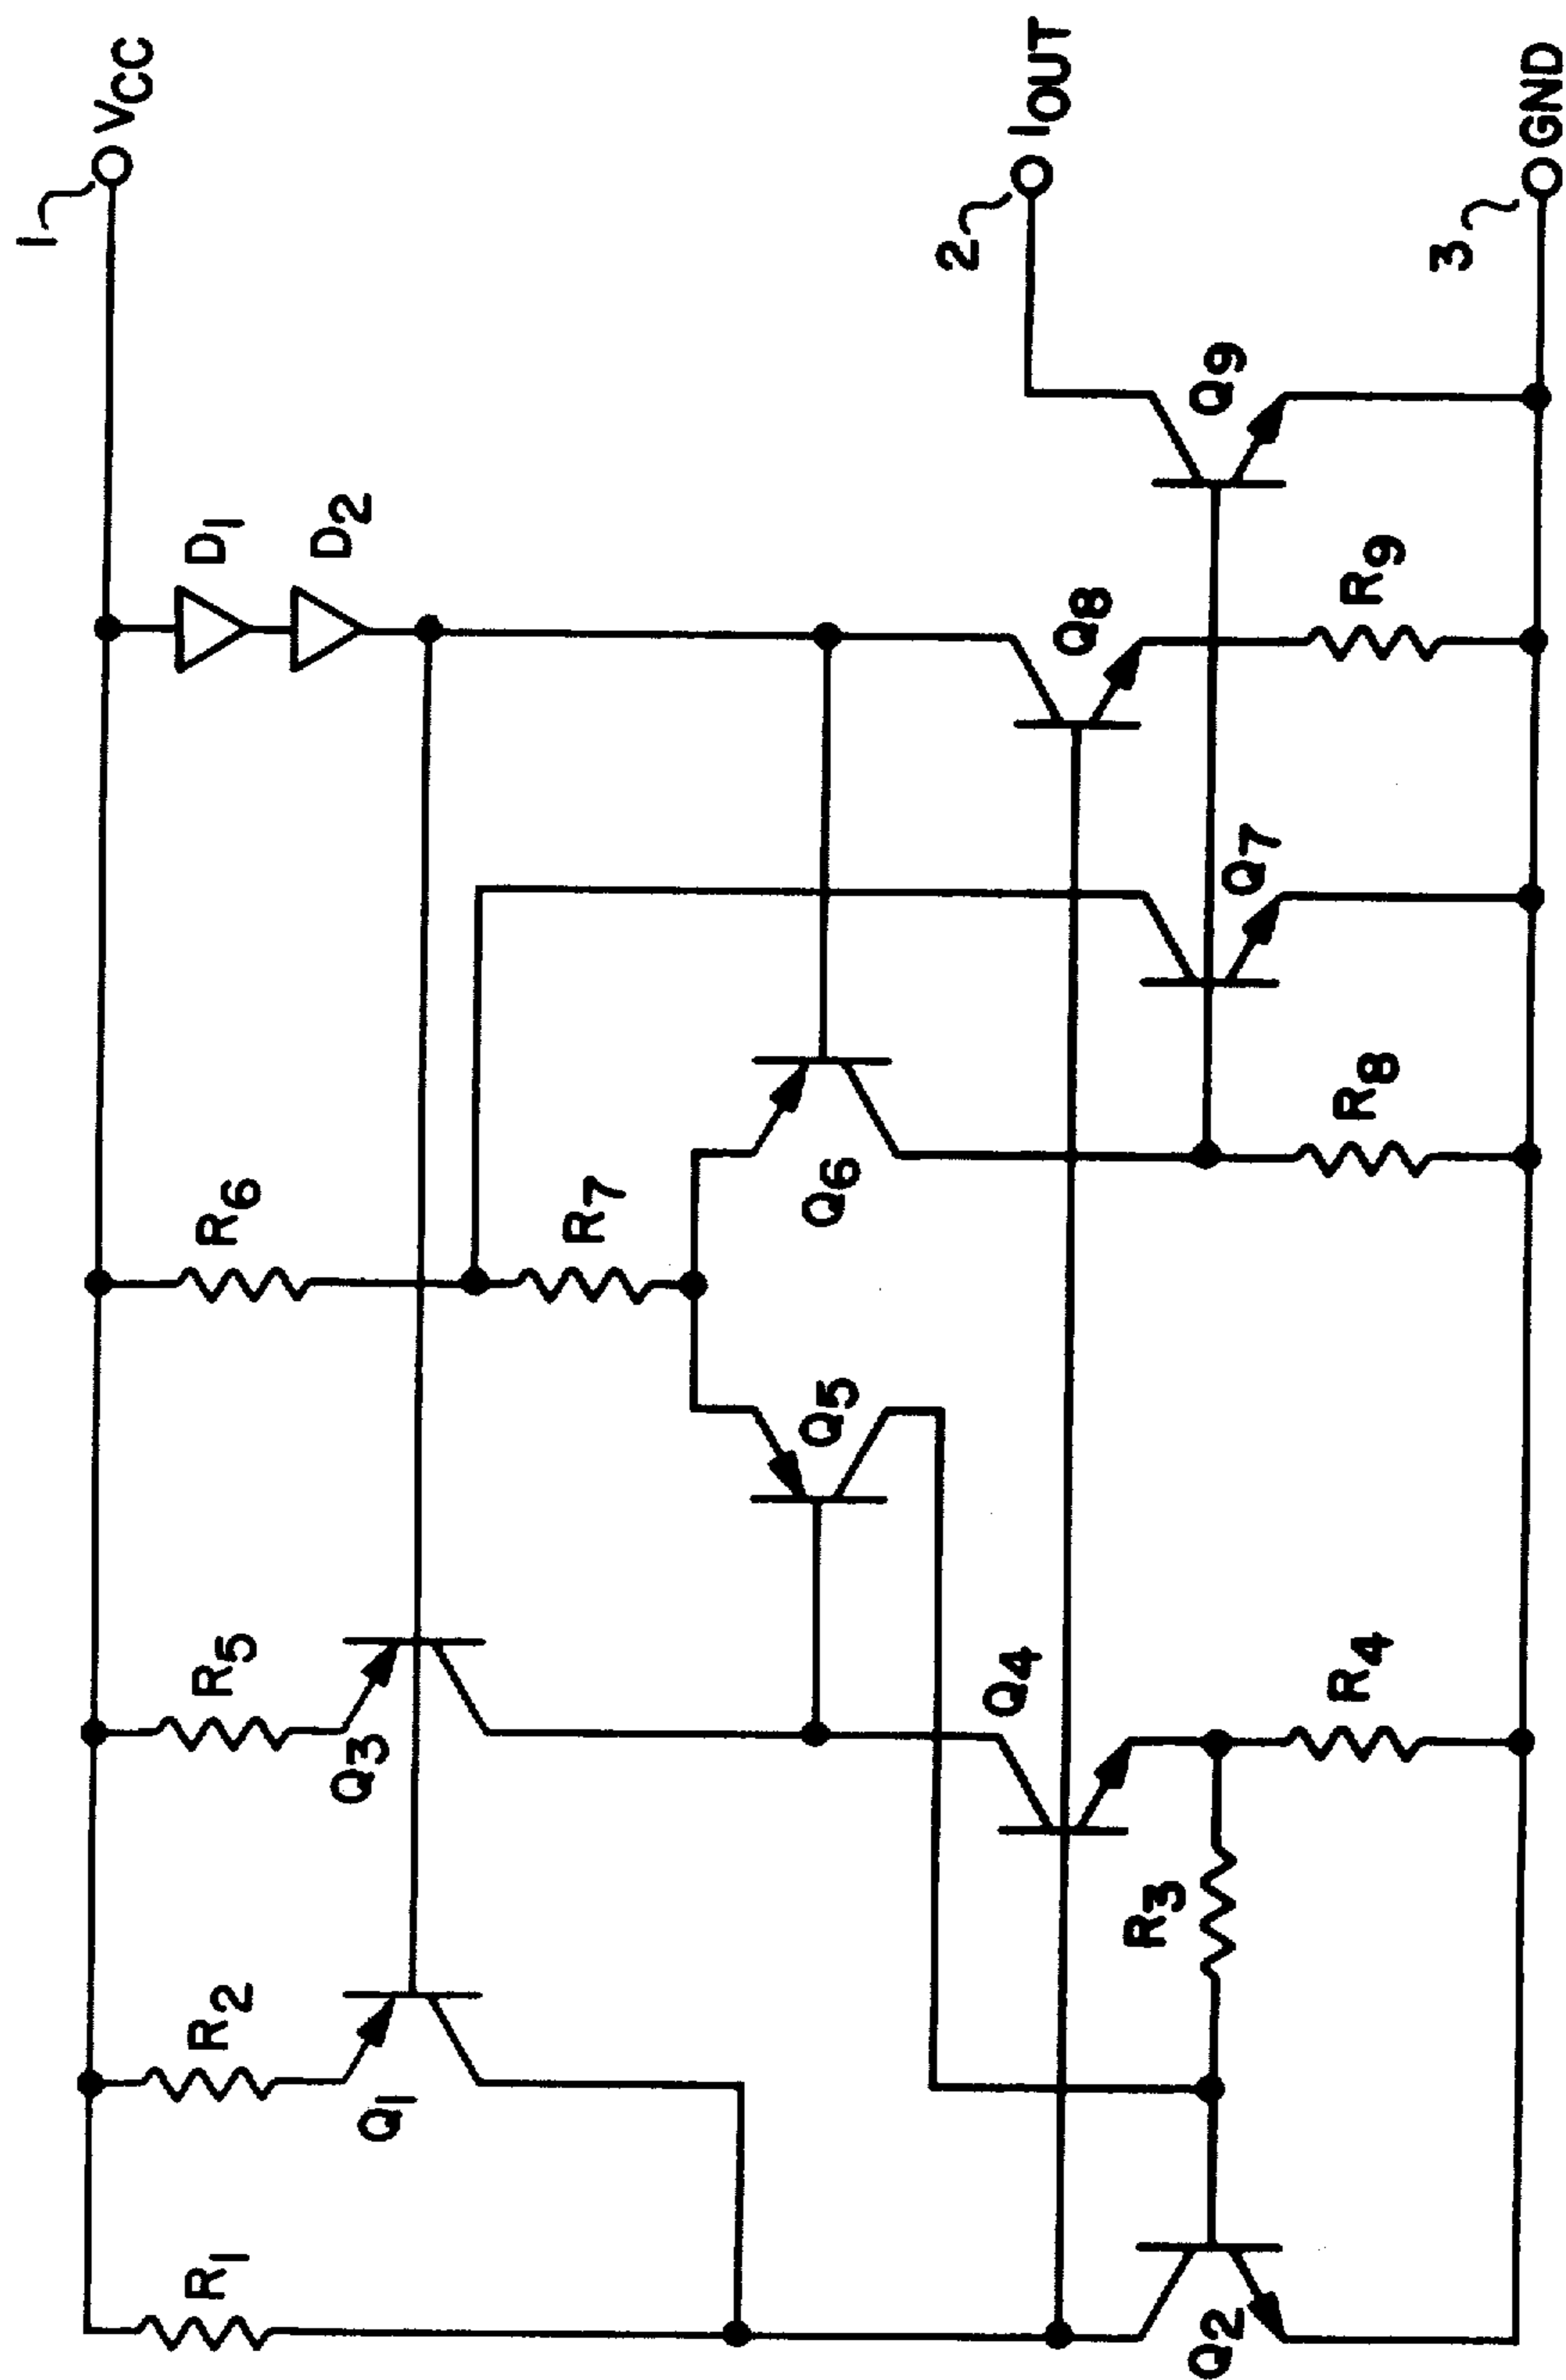 1
VCC
R1
R2
R5
R6
D1
D2
Q1
Q3
R7
Q5
Q6
Q4
Q8
2
IOUT
R3
Q2
Q7
Q9
R4
R8
R9
3
GND